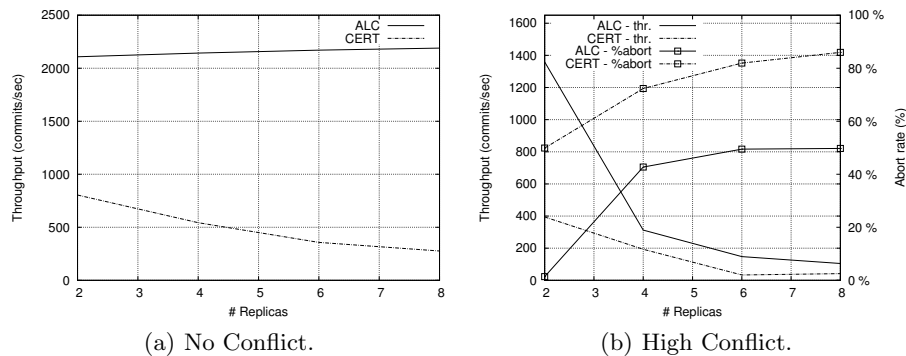 2500
2000
1500
1000
500
0
2 3 4 5 6 7 8
Throughput (commits/sec)
# Replicas
ALC
CERT
(a) No Conflict.
1600
1400
1200
1000
800
600
400
200
0
2 3 4 5 6 7 8
Throughput (commits/sec)
# Replicas
100 %
80 %
60 %
40 %
20 %
0 %
Abort rate (%)
ALC - thr.
CERT - thr.
ALC - %abort
CERT - %abort
(b) High Conflict.